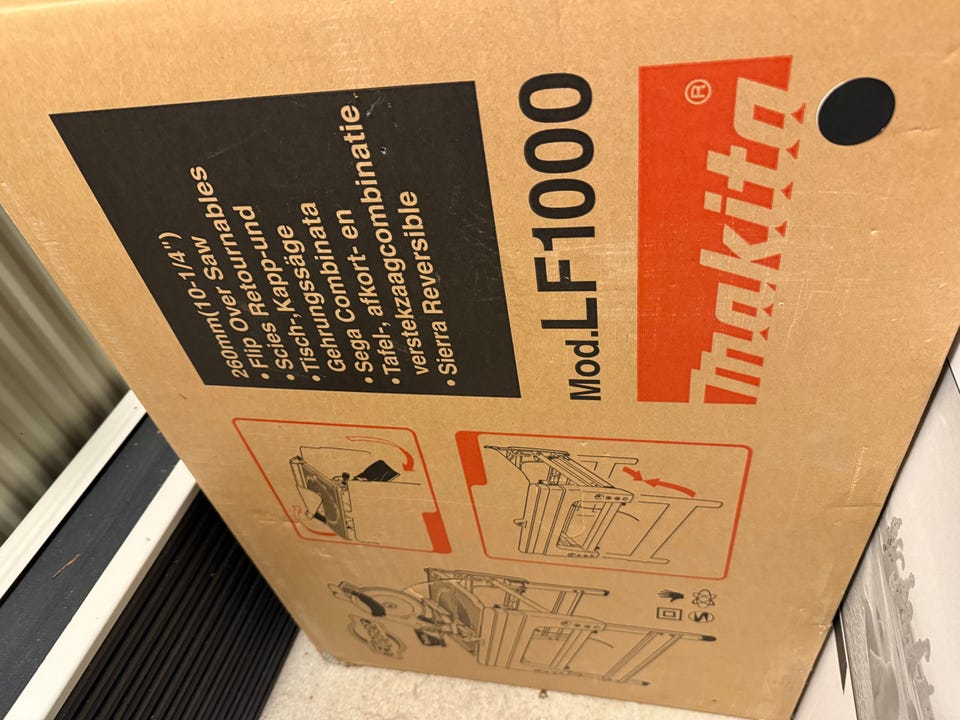 260mm(10-1/4")
• Flip Over Saw
• Scies Retournables
• Tisch-,Kapp-und
Gehrungssäge
• Sega Combinata
• Tafel-, afkort- en
verstekzaagcombinatie
• Sierra Reversible
Mod.LF1000
makita®